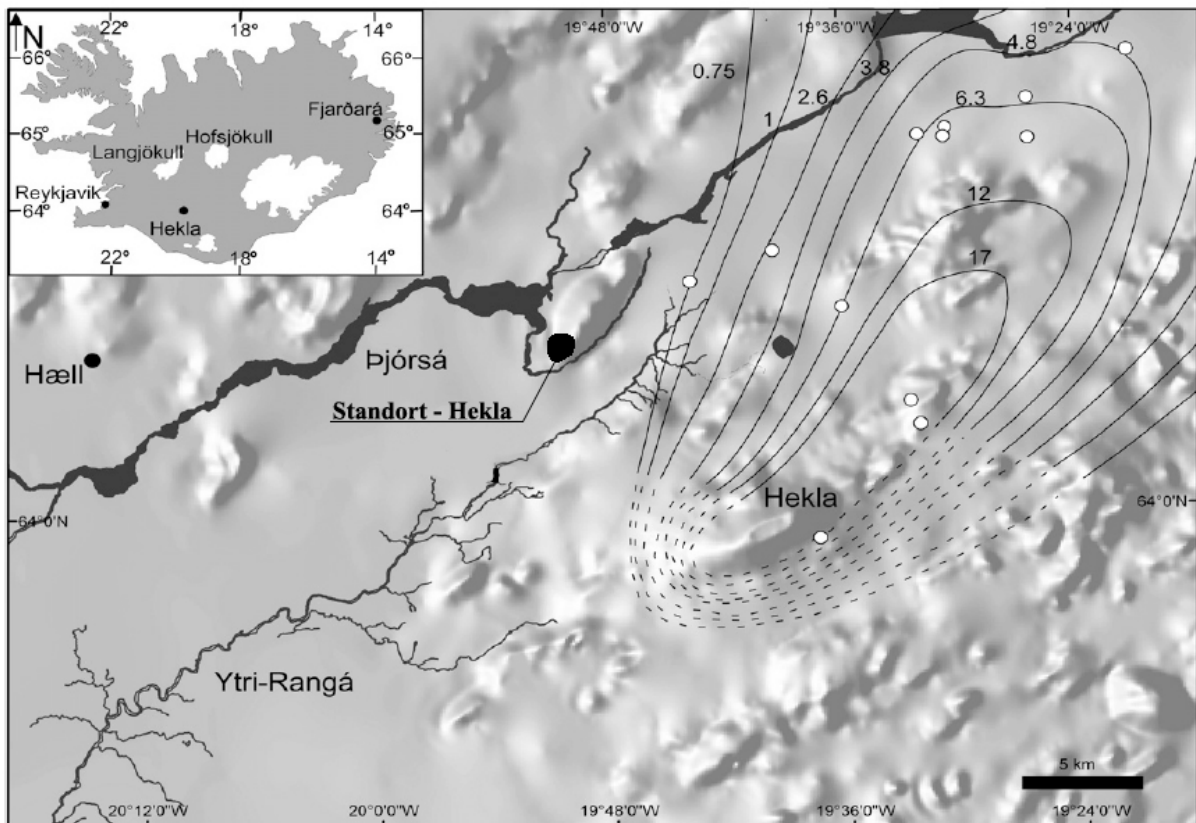 N
22° 18° 14°
66° 66°
Fjarðará
65° 65°
Hofsjökull
Langjökull
Reykjavik
64° 64°
Hekla
22° 18° 14°
19°48'0"W 19°36'0"W 19°24'0"W
0.75 1 2.6 3.8 4.8
6.3
12
17
Hæll
Þjórsá
Standort - Hekla
Hekla
64°0'N 64°0'N
Ytri-Rangá
5 km
20°12'0"W 20°0'0"W 19°48'0"W 19°36'0"W 19°24'0"W